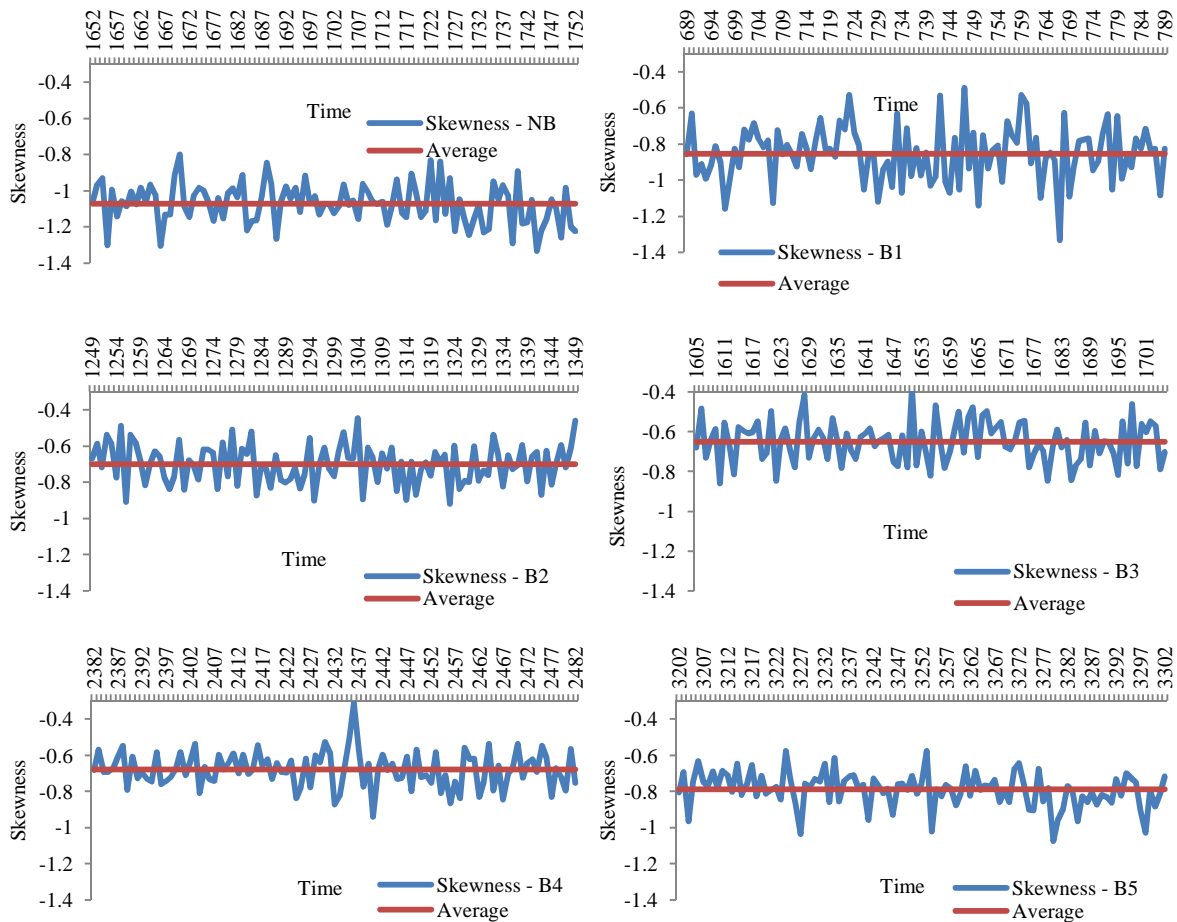 1652 1657 1662 1667 1672 1677 1682 1687 1692 1697 1702 1707 1712 1717 1722 1727 1732 1737 1742 1747 1752
-0.4
-0.6
-0.8
-1
-1.2
-1.4
Skewness
Time
Skewness - NB
Average
689 694 699 704 709 714 719 724 729 734 739 744 749 754 759 764 769 774 779 784 789
-0.4
-0.6
-0.8
-1
-1.2
-1.4
Skewness
Time
Skewness - B1
Average
1249 1254 1259 1264 1269 1274 1279 1284 1289 1294 1299 1304 1309 1314 1319 1324 1329 1334 1339 1344 1349
-0.4
-0.6
-0.8
-1
-1.2
-1.4
Skewness
Time
Skewness - B2
Average
1605 1611 1617 1623 1629 1635 1641 1647 1653 1659 1665 1671 1677 1683 1689 1695 1701
-0.4
-0.6
-0.8
-1
-1.2
-1.4
Skewness
Time
Skewness - B3
Average
2382 2387 2392 2397 2402 2407 2412 2417 2422 2427 2432 2437 2442 2447 2452 2457 2462 2467 2472 2477 2482
-0.4
-0.6
-0.8
-1
-1.2
-1.4
Skewness
Time
Skewness - B4
Average
3202 3207 3212 3217 3222 3227 3232 3237 3242 3247 3252 3257 3262 3267 3272 3277 3282 3287 3292 3297 3302
-0.4
-0.6
-0.8
-1
-1.2
-1.4
Skewness
Time
Skewness - B5
Average